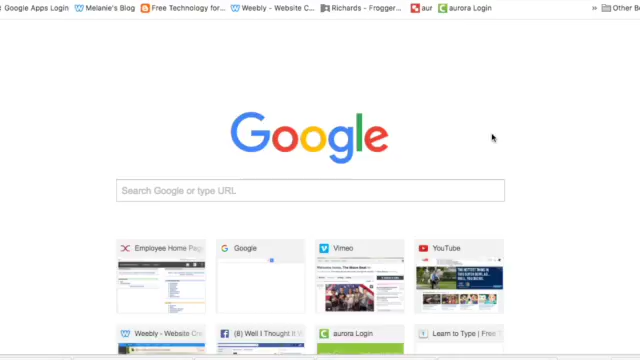 Google Apps Login Melanie's Blog Free Technology for... Weebly - Website C... Richards - Frogger... aur aurora Login » Other Bo
Google
Search Google or type URL
Employee Home Pag Google Vimeo YouTube
Weebly - Website Cre (8) Well I Thought It V aurora Login Learn to Type | Free T